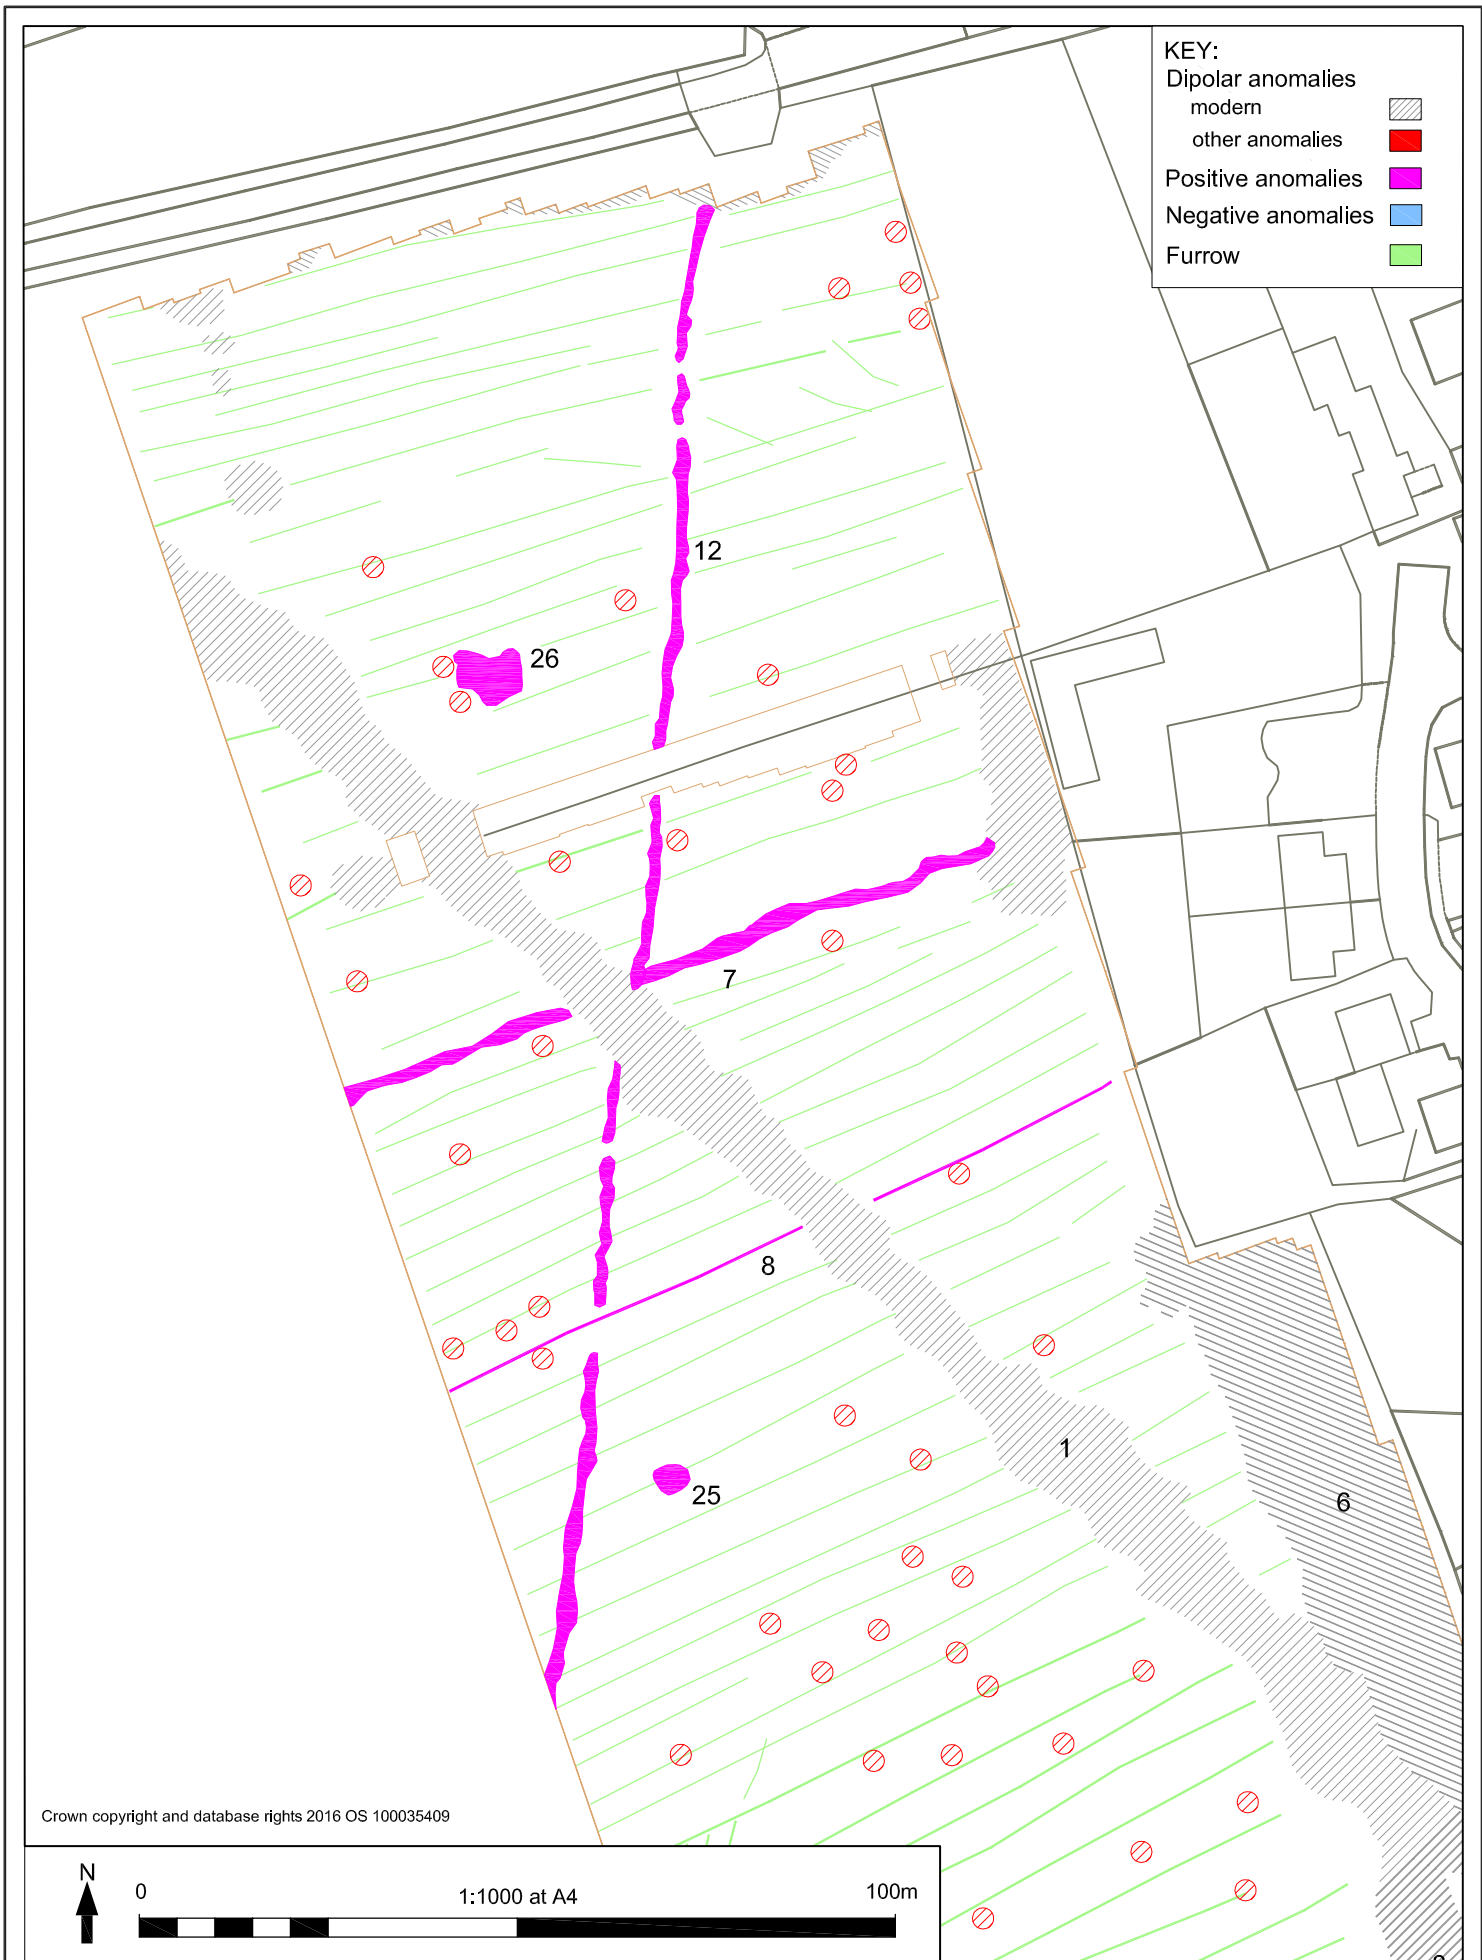 KEY:
Dipolar anomalies
modern
other anomalies
Positive anomalies
Negative anomalies
Furrow
12
26
7
8
1
6
25
Crown copyright and database rights 2016 OS 100035409
N
0
1:1000 at A4
100m